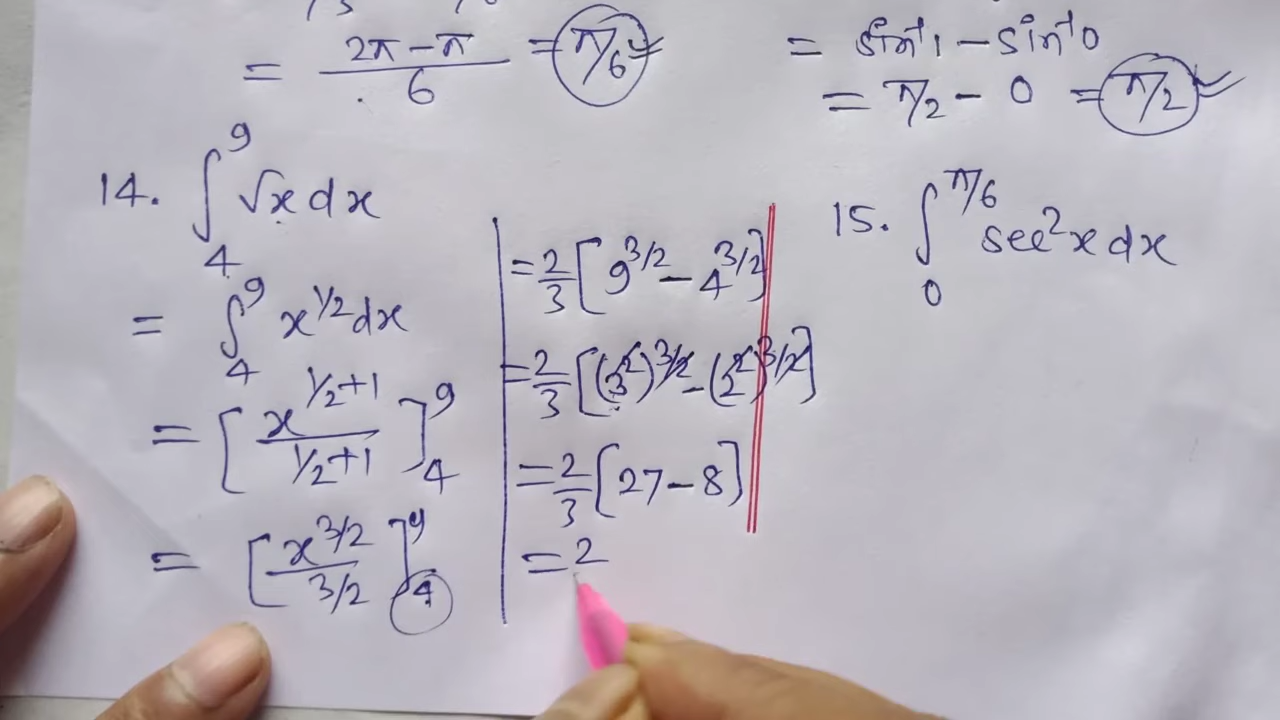 = 2π - π / 6 = π/6
= sin⁻¹1 - sin⁻¹0
= π/2 - 0 = π/2
14. ∫₄⁹ √x dx
= ∫₄⁹ x^1/2 dx
= [x^1/2+1 / 1/2+1]₄⁹
= [x^3/2 / 3/2]₄⁹
= 2/3 [9^3/2 - 4^3/2]
= 2/3 [(3²)^3/2 - (2²)^3/2]
= 2/3 [27 - 8]
= 2
15. ∫₀^π/6 sec²x dx